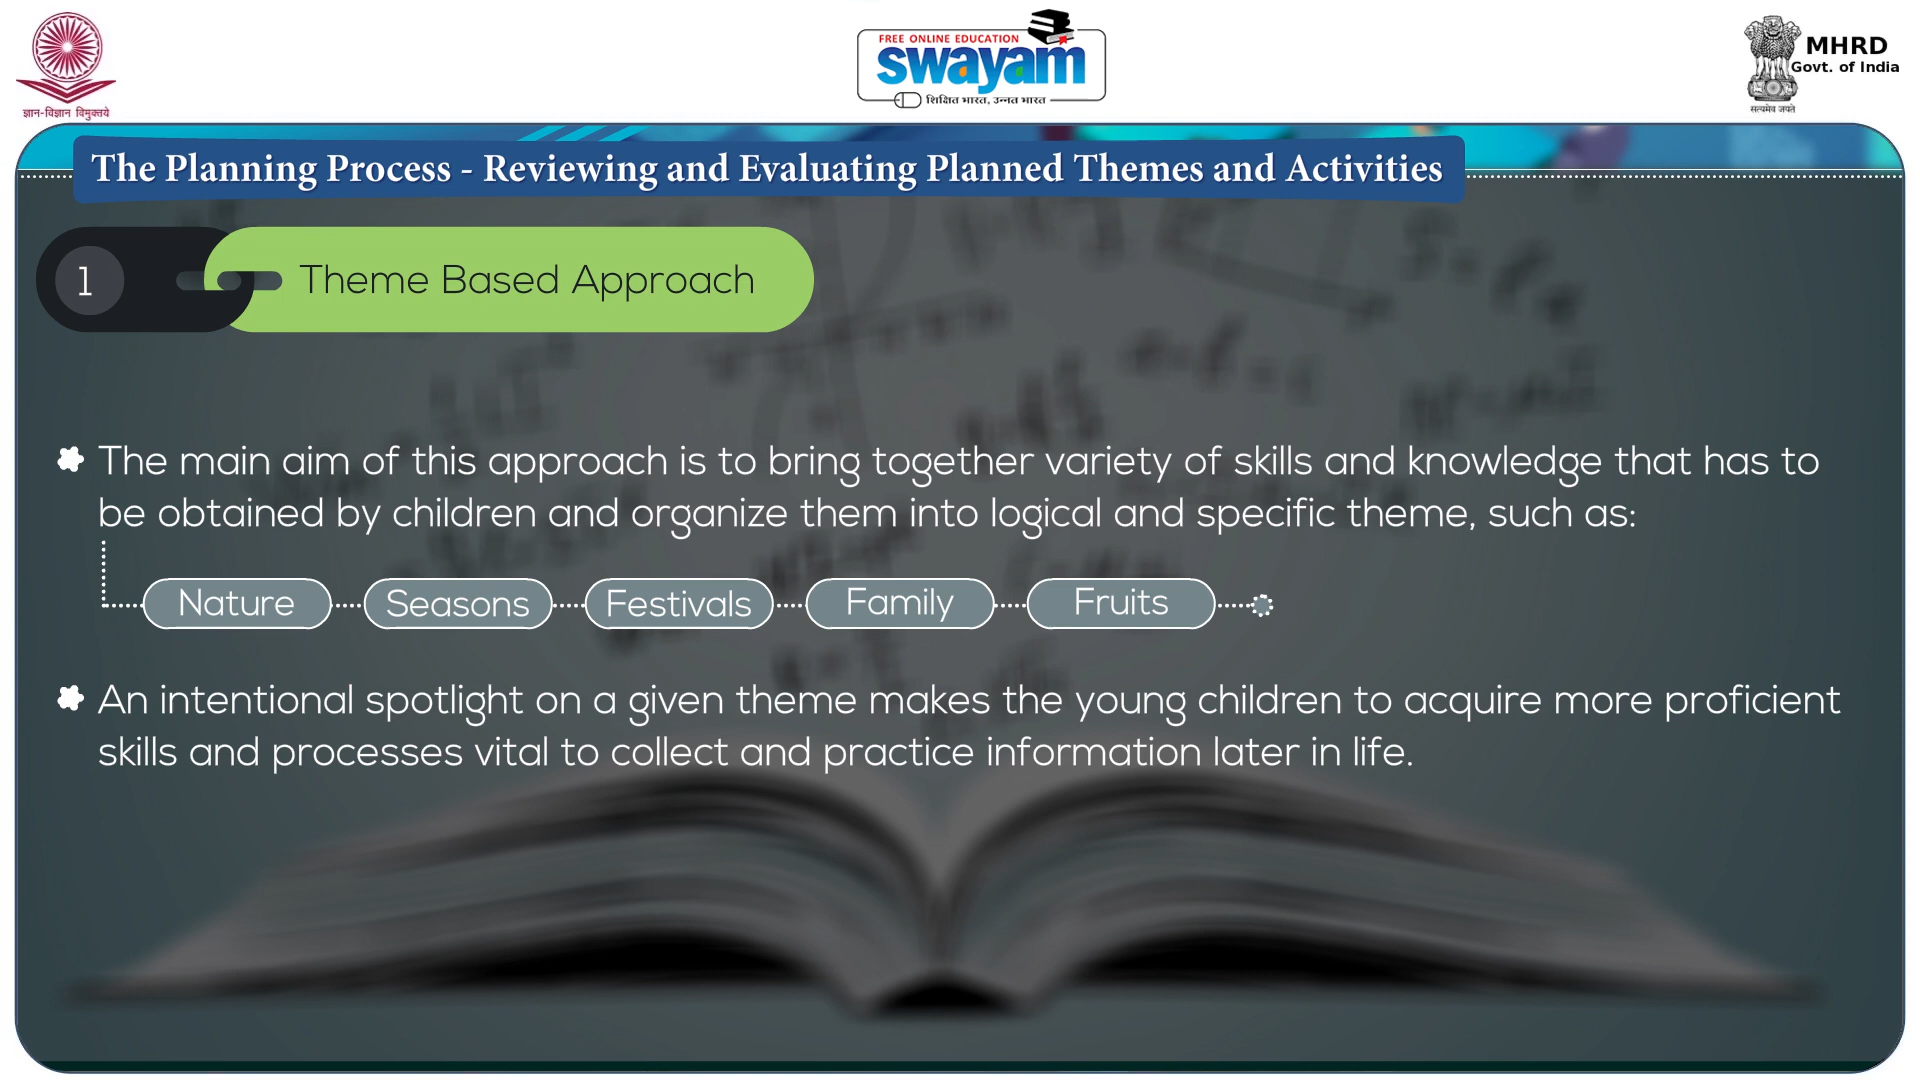 ज्ञान-विज्ञान विमुक्तये
FREE ONLINE EDUCATION
swayam
शिक्षित भारत, उन्नत भारत
MHRD
Govt. of India
सत्यमेव जयते
The Planning Process - Reviewing and Evaluating Planned Themes and Activities
1 Theme Based Approach
The main aim of this approach is to bring together variety of skills and knowledge that has to
be obtained by children and organize them into logical and specific theme, such as:
Nature Seasons Festivals Family Fruits
An intentional spotlight on a given theme makes the young children to acquire more proficient
skills and processes vital to collect and practice information later in life.